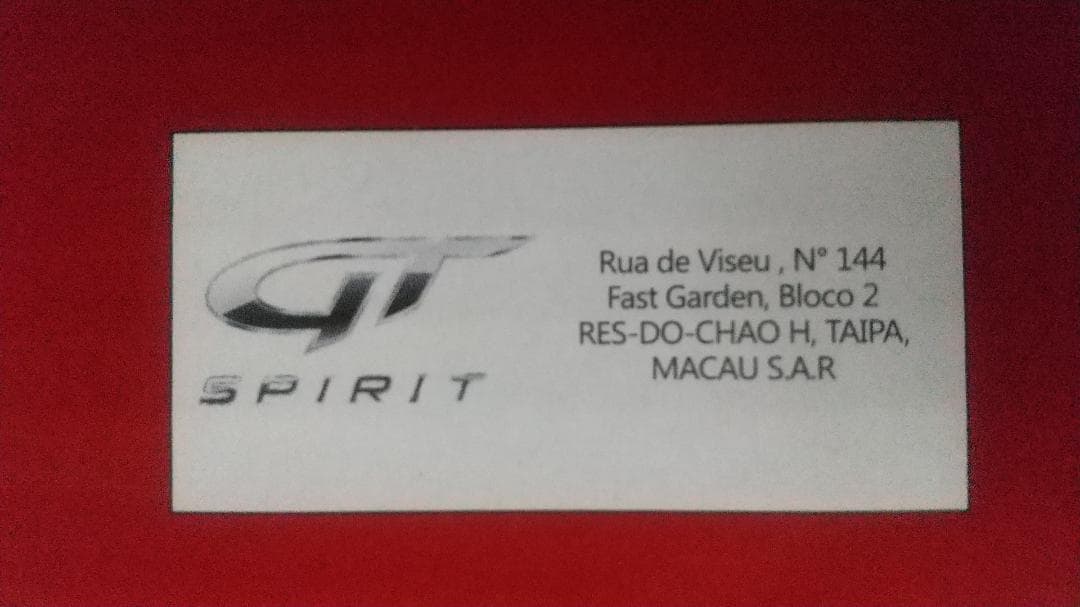 GT
SPIRIT
Rua de Viseu , N° 144
Fast Garden, Bloco 2
RES-DO-CHAO H, TAIPA,
MACAU S.A.R